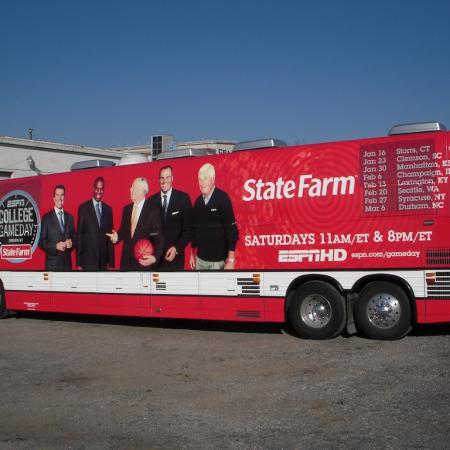 ESPN
COLLEGE
GAMEDAY
State Farm
State Farm
SATURDAYS 11AM/ET & 8PM/ET
ESPNHD espn.com/gameday
Jan 16 Storrs, CT
Jan 23 Clemson, SC
Jan 30 Manhattan, KS
Feb 6 Champaign, IL
Feb 13 Lexington, KY
Feb 20 Seattle, WA
Feb 27 Syracuse, NY
Mar 6 Durham, NC